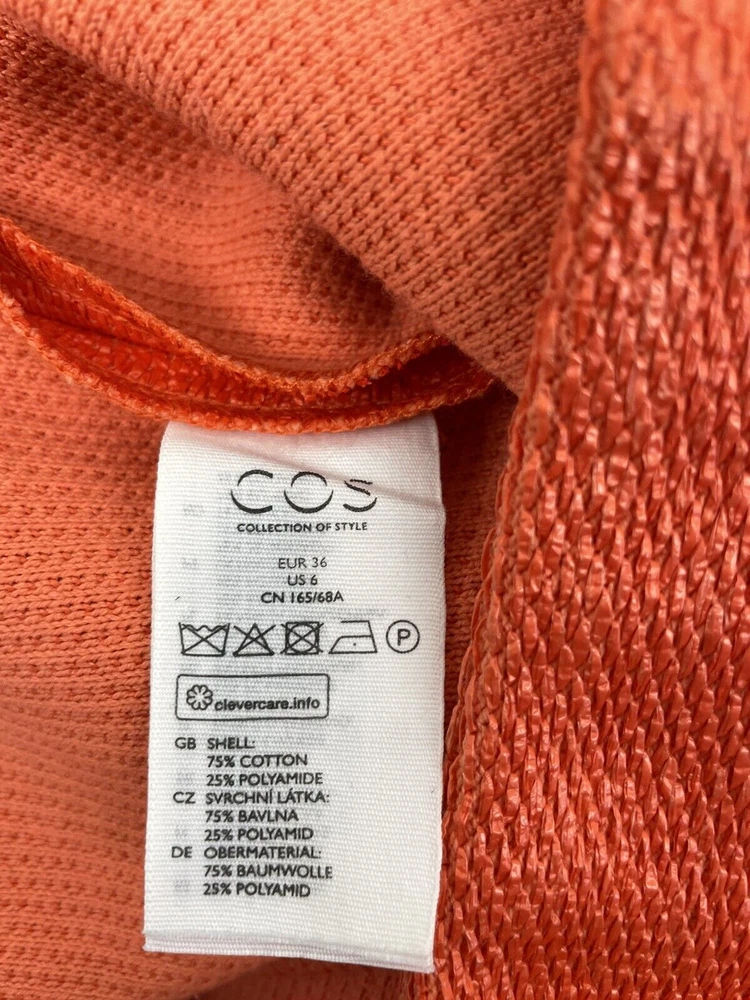 COS
COLLECTION OF STYLE
EUR 36
US 6
CN 165/68A
P
clevercare.info
GB SHELL:
75% COTTON
25% POLYAMIDE
CZ SVRCHNÍ LÁTKA:
75% BAVLNA
25% POLYAMID
DE OBERMATERIAL:
75% BAUMWOLLE
25% POLYAMID